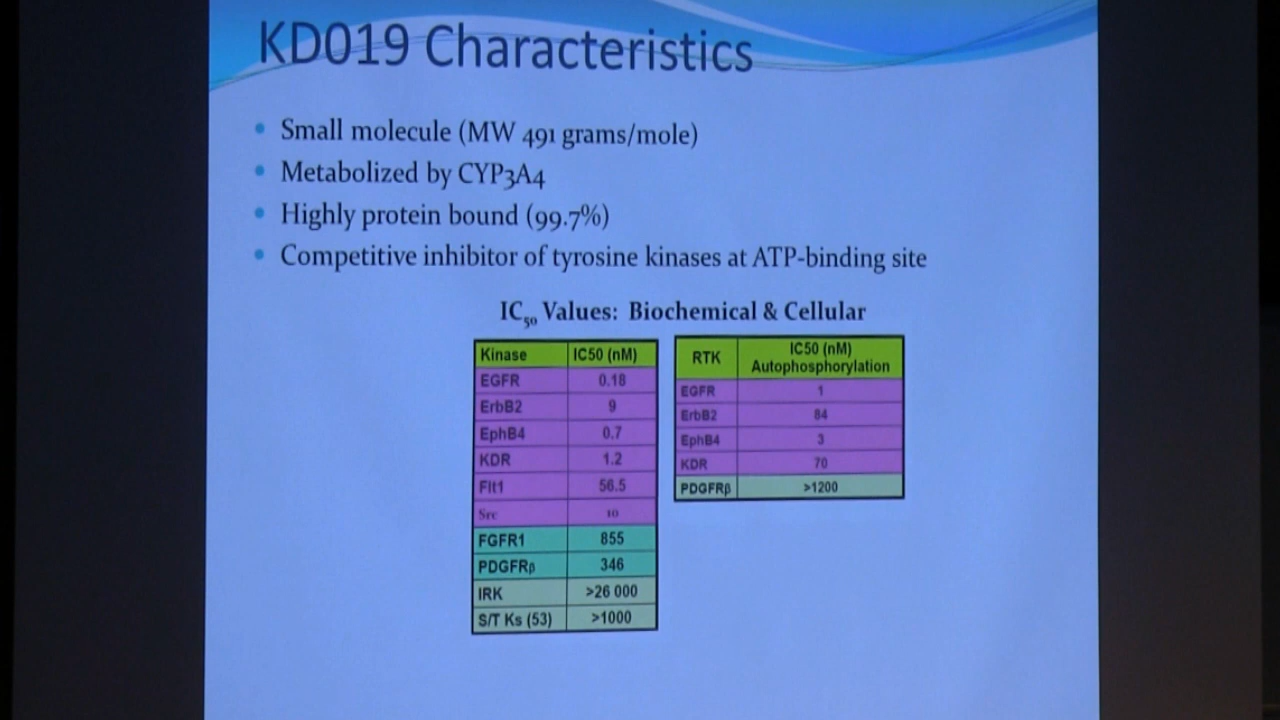 KD019 Characteristics
• Small molecule (MW 491 grams/mole)
• Metabolized by CYP3A4
• Highly protein bound (99.7%)
• Competitive inhibitor of tyrosine kinases at ATP-binding site
IC50 Values: Biochemical & Cellular
Kinase IC50 (nM)
EGFR 0.18
ErbB2 9
EphB4 0.7
KDR 1.2
Flt1 56.5
Src 10
FGFR1 855
PDGFRβ 346
IRK >26 000
S/T Ks (53) >1000
RTK IC50 (nM) Autophosphorylation
EGFR 1
ErbB2 84
EphB4 3
KDR 70
PDGFRβ >1200